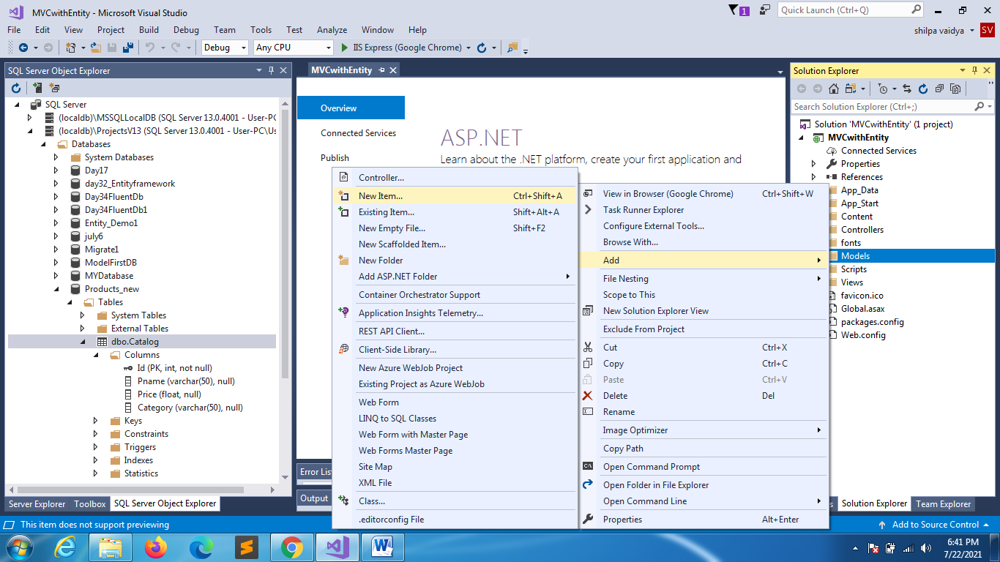 MVCwithEntity - Microsoft Visual Studio
1
Quick Launch (Ctrl+Q)
File Edit View Project Build Debug Team Tools Test Analyze Window Help
shilpa vaidya SV
Debug Any CPU IIS Express (Google Chrome)
SQL Server Object Explorer
SQL Server
(localdb)\MSSQLLocalDB (SQL Server 13.0.4001 - User-PC
(localdb)\ProjectsV13 (SQL Server 13.0.4001 - User-PC\Us
Databases
System Databases
Day17
day32_Entityframework
Day34FluentDb
Day34FluentDb1
Entity_Demo1
july6
Migrate1
ModelFirstDB
MYDatabase
Products_new
Tables
System Tables
External Tables
dbo.Catalog
Columns
Id (PK, int, not null)
Pname (varchar(50), null)
Price (float, null)
Category (varchar(50), null)
Keys
Constraints
Triggers
Indexes
Statistics
Server Explorer Toolbox SQL Server Object Explorer
MVCwithEntity
Overview
Connected Services
Publish
ASP.NET
Learn about the .NET platform, create your first application and
Error Lis
Output
Controller...
New Item... Ctrl+Shift+A
Existing Item... Shift+Alt+A
New Empty File... Shift+F2
New Scaffolded Item...
New Folder
Add ASP.NET Folder
Container Orchestrator Support
Application Insights Telemetry...
REST API Client...
Client-Side Library...
New Azure WebJob Project
Existing Project as Azure WebJob
Web Form
LINQ to SQL Classes
Web Form with Master Page
Web Forms Master Page
Site Map
XML File
Class...
.editorconfig File
View in Browser (Google Chrome) Ctrl+Shift+W
Task Runner Explorer
Configure External Tools...
Browse With...
Add
File Nesting
Scope to This
New Solution Explorer View
Exclude From Project
Cut Ctrl+X
Copy Ctrl+C
Paste Ctrl+V
Delete Del
Rename
Image Optimizer
Copy Path
Open Command Prompt
Open Folder in File Explorer
Open Command Line
Properties Alt+Enter
Solution Explorer
Search Solution Explorer (Ctrl+;)
Solution 'MVCwithEntity' (1 project)
MVCwithEntity
Connected Services
Properties
References
App_Data
App_Start
Content
Controllers
fonts
Models
Scripts
Views
favicon.ico
Global.asax
packages.config
Web.config
s Solution Explorer Team Explorer
This item does not support previewing
Add to Source Control
6:41 PM
7/22/2021